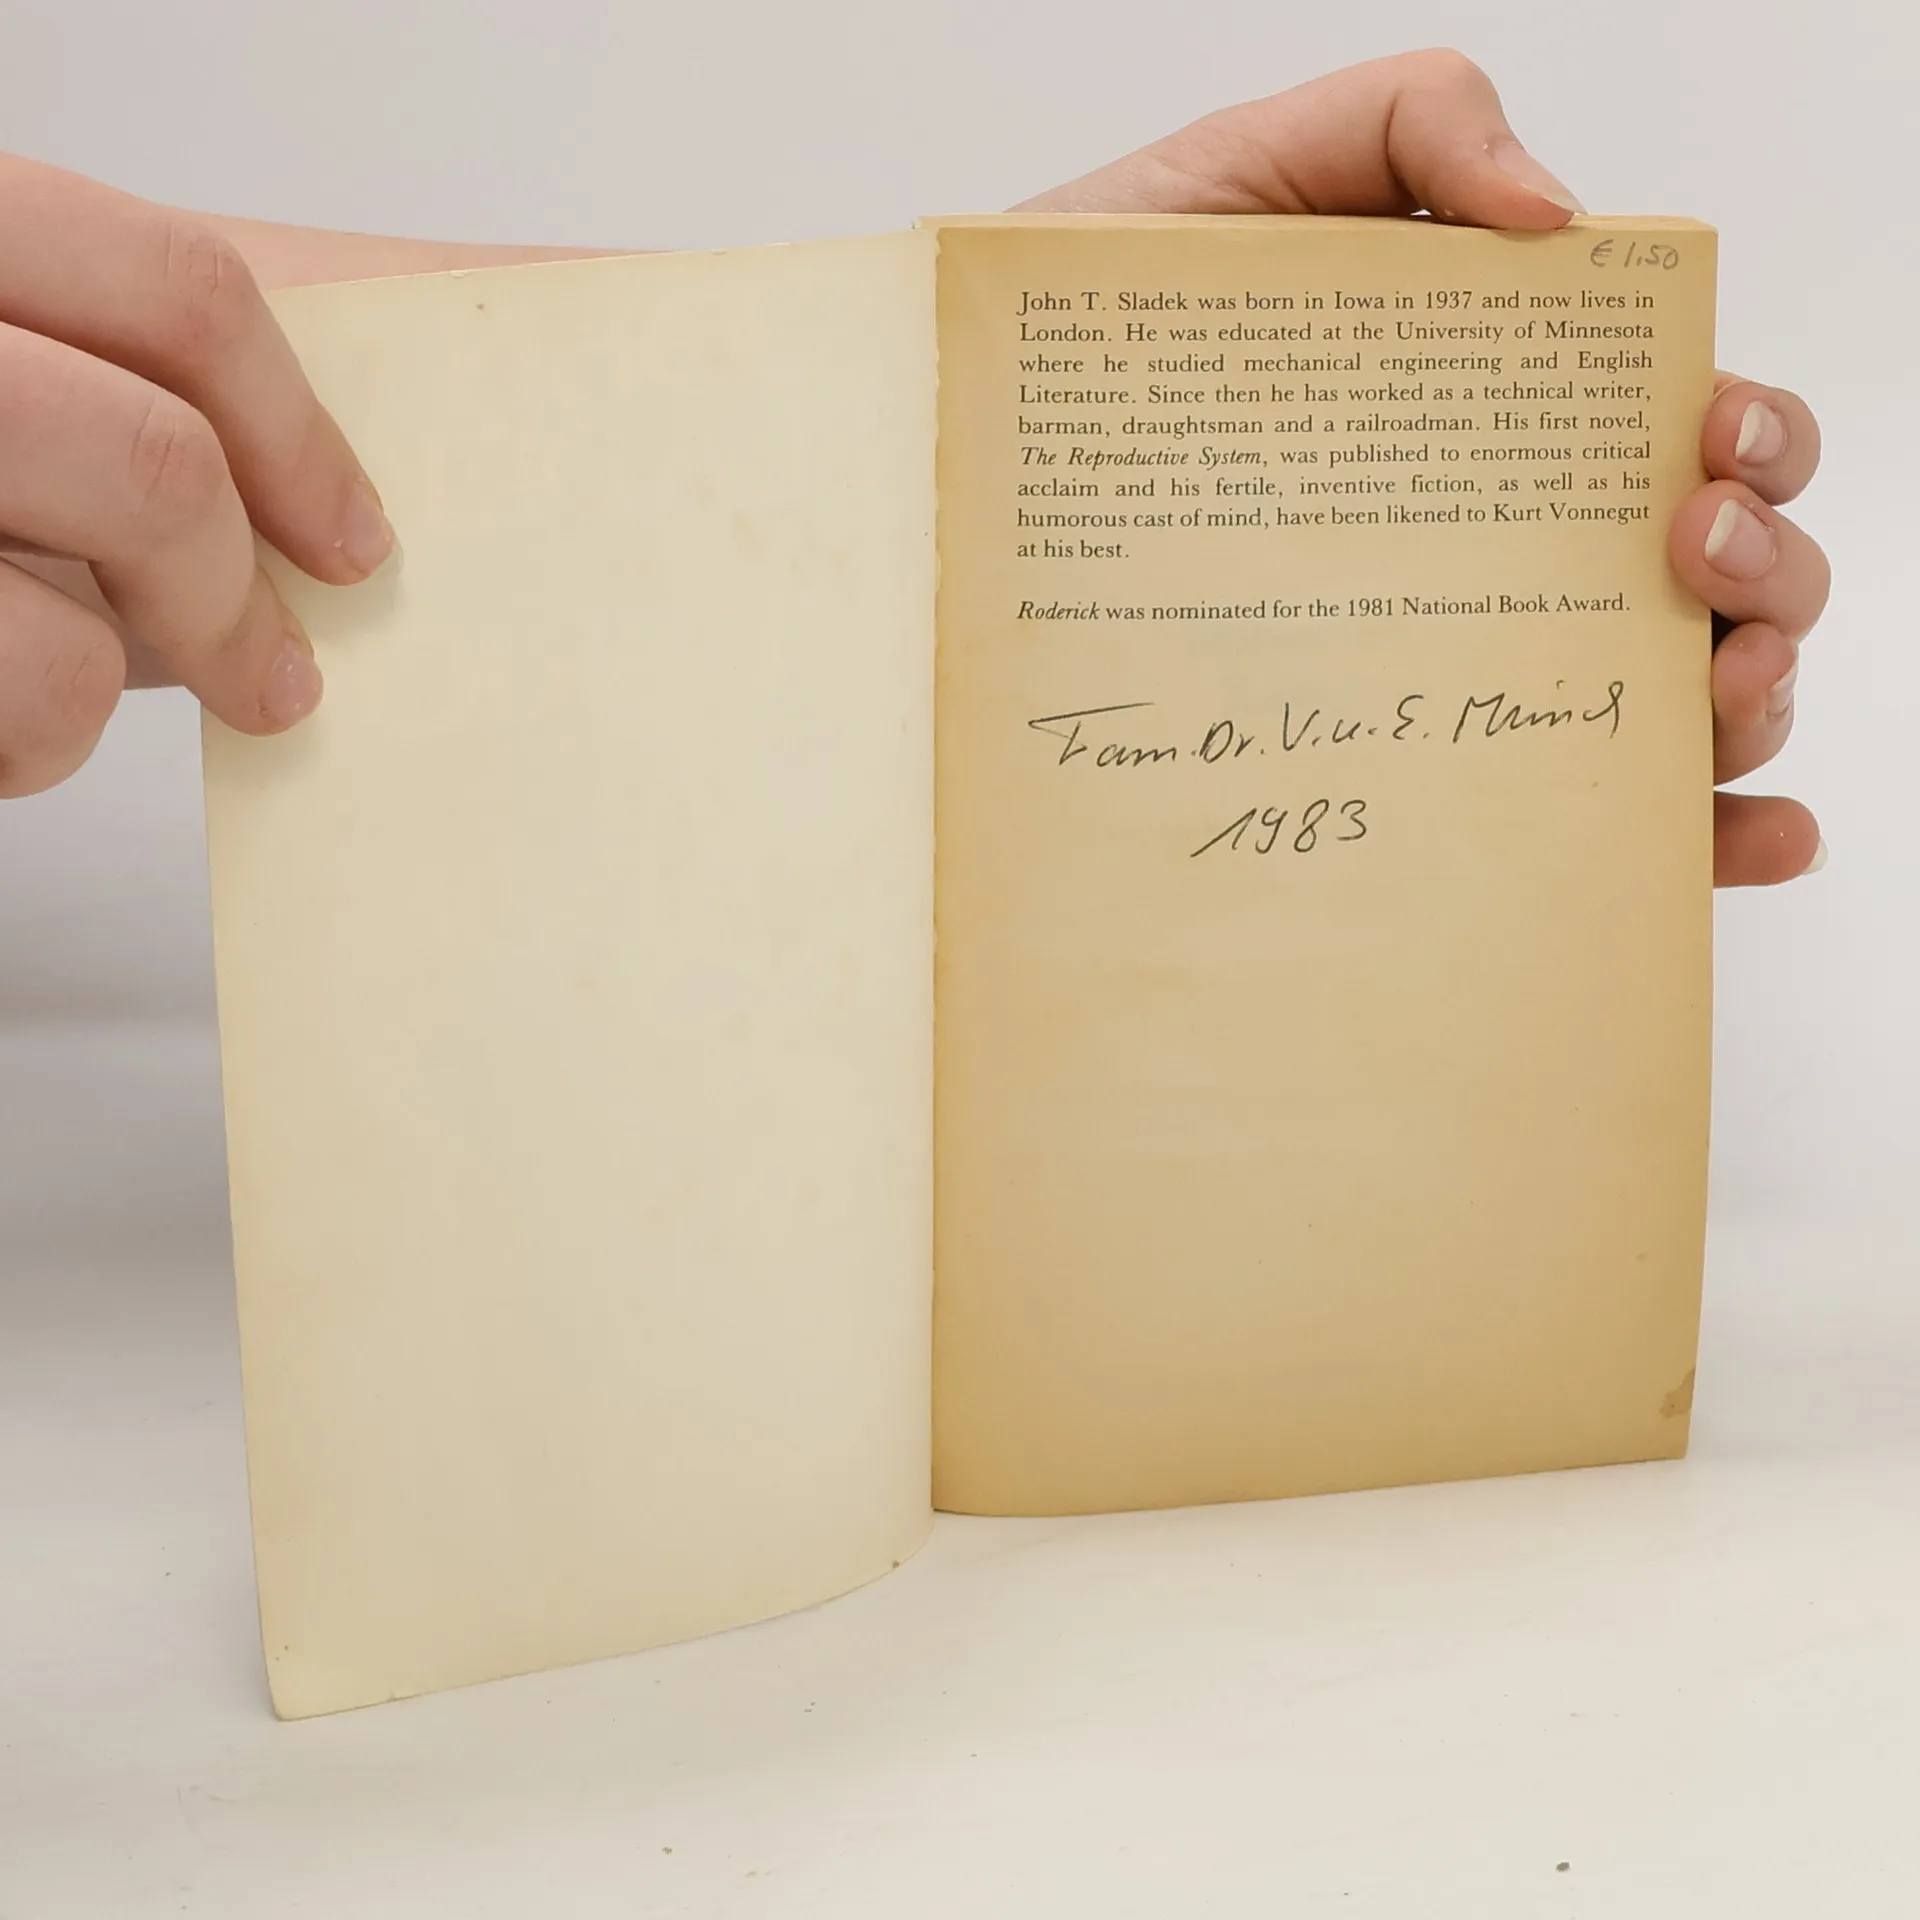 € 1,50
John T. Sladek was born in Iowa in 1937 and now lives in
London. He was educated at the University of Minnesota
where he studied mechanical engineering and English
Literature. Since then he has worked as a technical writer,
barman, draughtsman and a railroadman. His first novel,
The Reproductive System, was published to enormous critical
acclaim and his fertile, inventive fiction, as well as his
humorous cast of mind, have been likened to Kurt Vonnegut
at his best.
Roderick was nominated for the 1981 National Book Award.
Fam. Dr. V. u. E.
1983